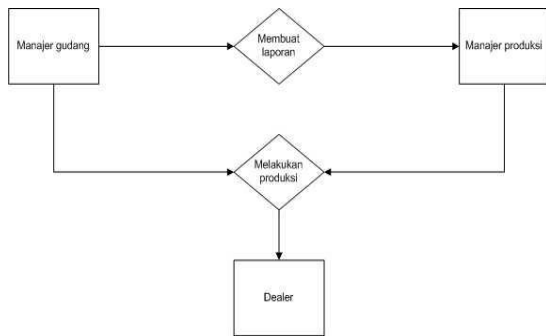 Manajer gudang
Membuat
laporan
Manajer produksi
Melakukan
produksi
Dealer